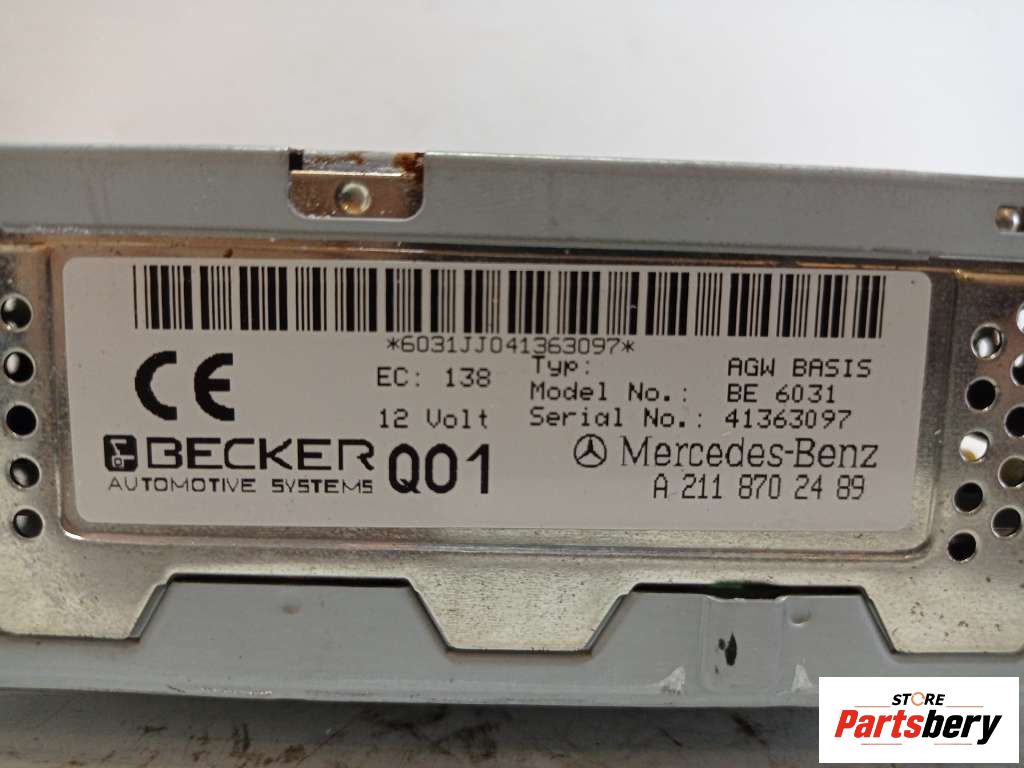 *6031JJ041363097*
CE
EC: 138
12 Volt
Typ: AGW BASIS
Model No.: BE 6031
Serial No.: 41363097
BECKER
AUTOMOTIVE SYSTEMS
Q01
Mercedes-Benz
A 211 870 24 89
STORE
Partsbery